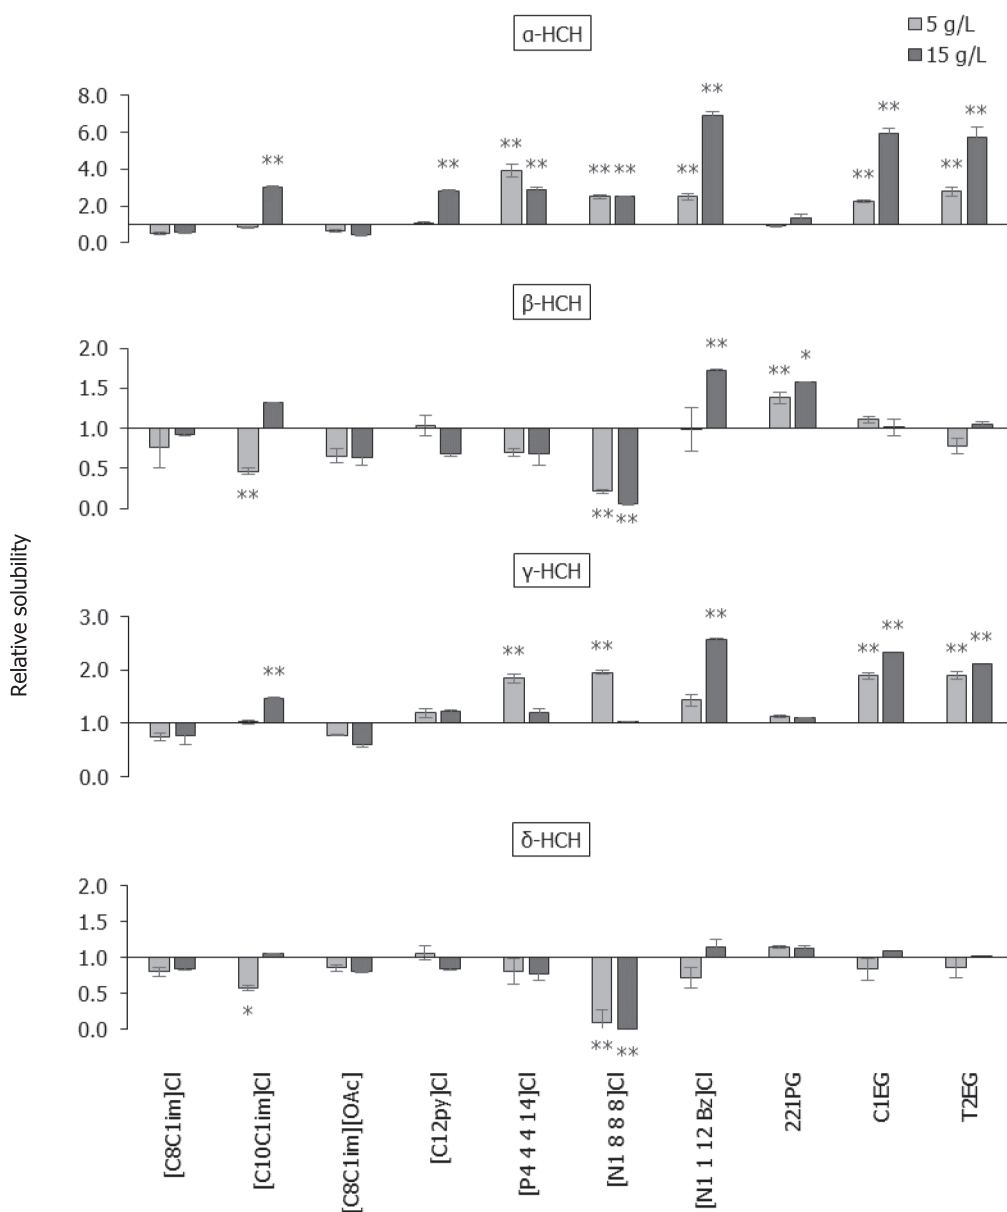 α-HCH
5 g/L
15 g/L
8.0
6.0
4.0
2.0
0.0
** ** ** ** ** ** ** ** ** ** ** **
β-HCH
2.0
1.5
1.0
0.5
0.0
** ** ** ** ** *
γ-HCH
3.0
2.0
1.0
0.0
** ** ** ** ** ** ** **
δ-HCH
2.0
1.5
1.0
0.5
0.0
* ** **
Relative solubility
[C8C1im]Cl
[C10C1im]Cl
[C8C1im][OAc]
[C12py]Cl
[P4 4 4 14]Cl
[N1 8 8 8]Cl
[N1 1 12 Bz]Cl
221PG
C1EG
T2EG